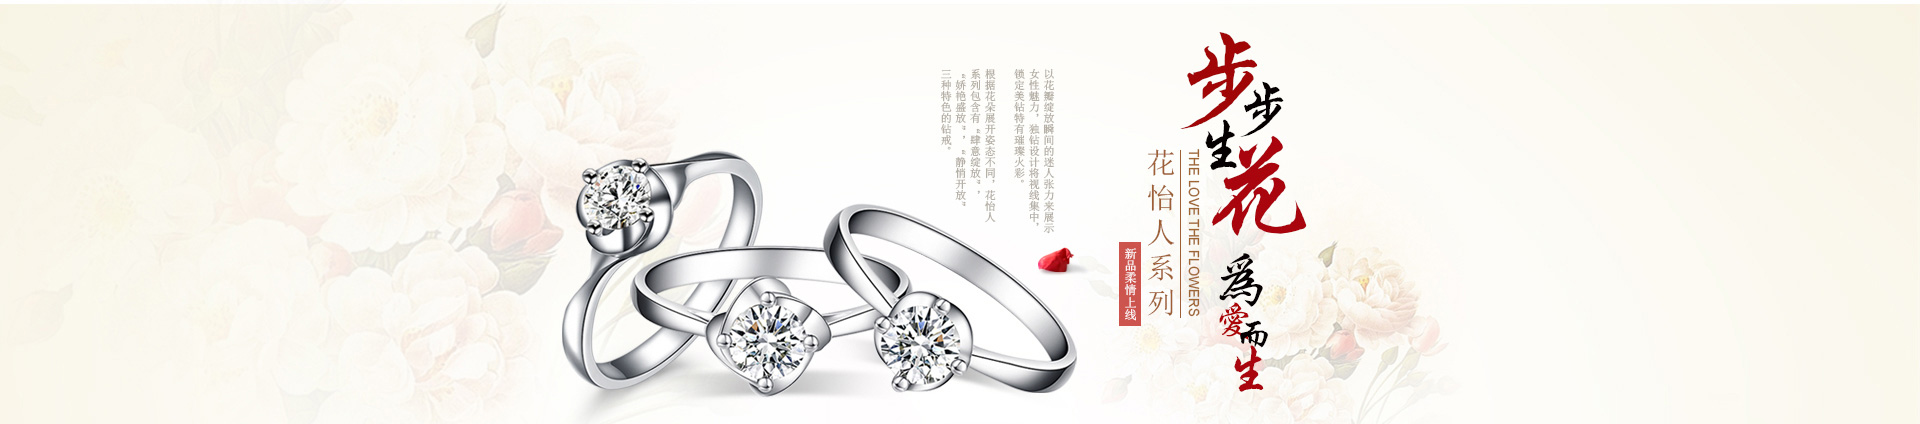 步步生花
為愛而生
THE LOVE THE FLOWERS
花怡人系列
新品柔情上线
以花瓣绽放瞬间的迷人张力来展示
女性魅力，独钻设计将视线集中，
锁定美钻特有璀璨火彩。
根据花朵展开姿态不同，花怡人
系列包含有“肆意绽放”，
“娇艳盛放”，“静悄开放”
三种特色的钻戒。